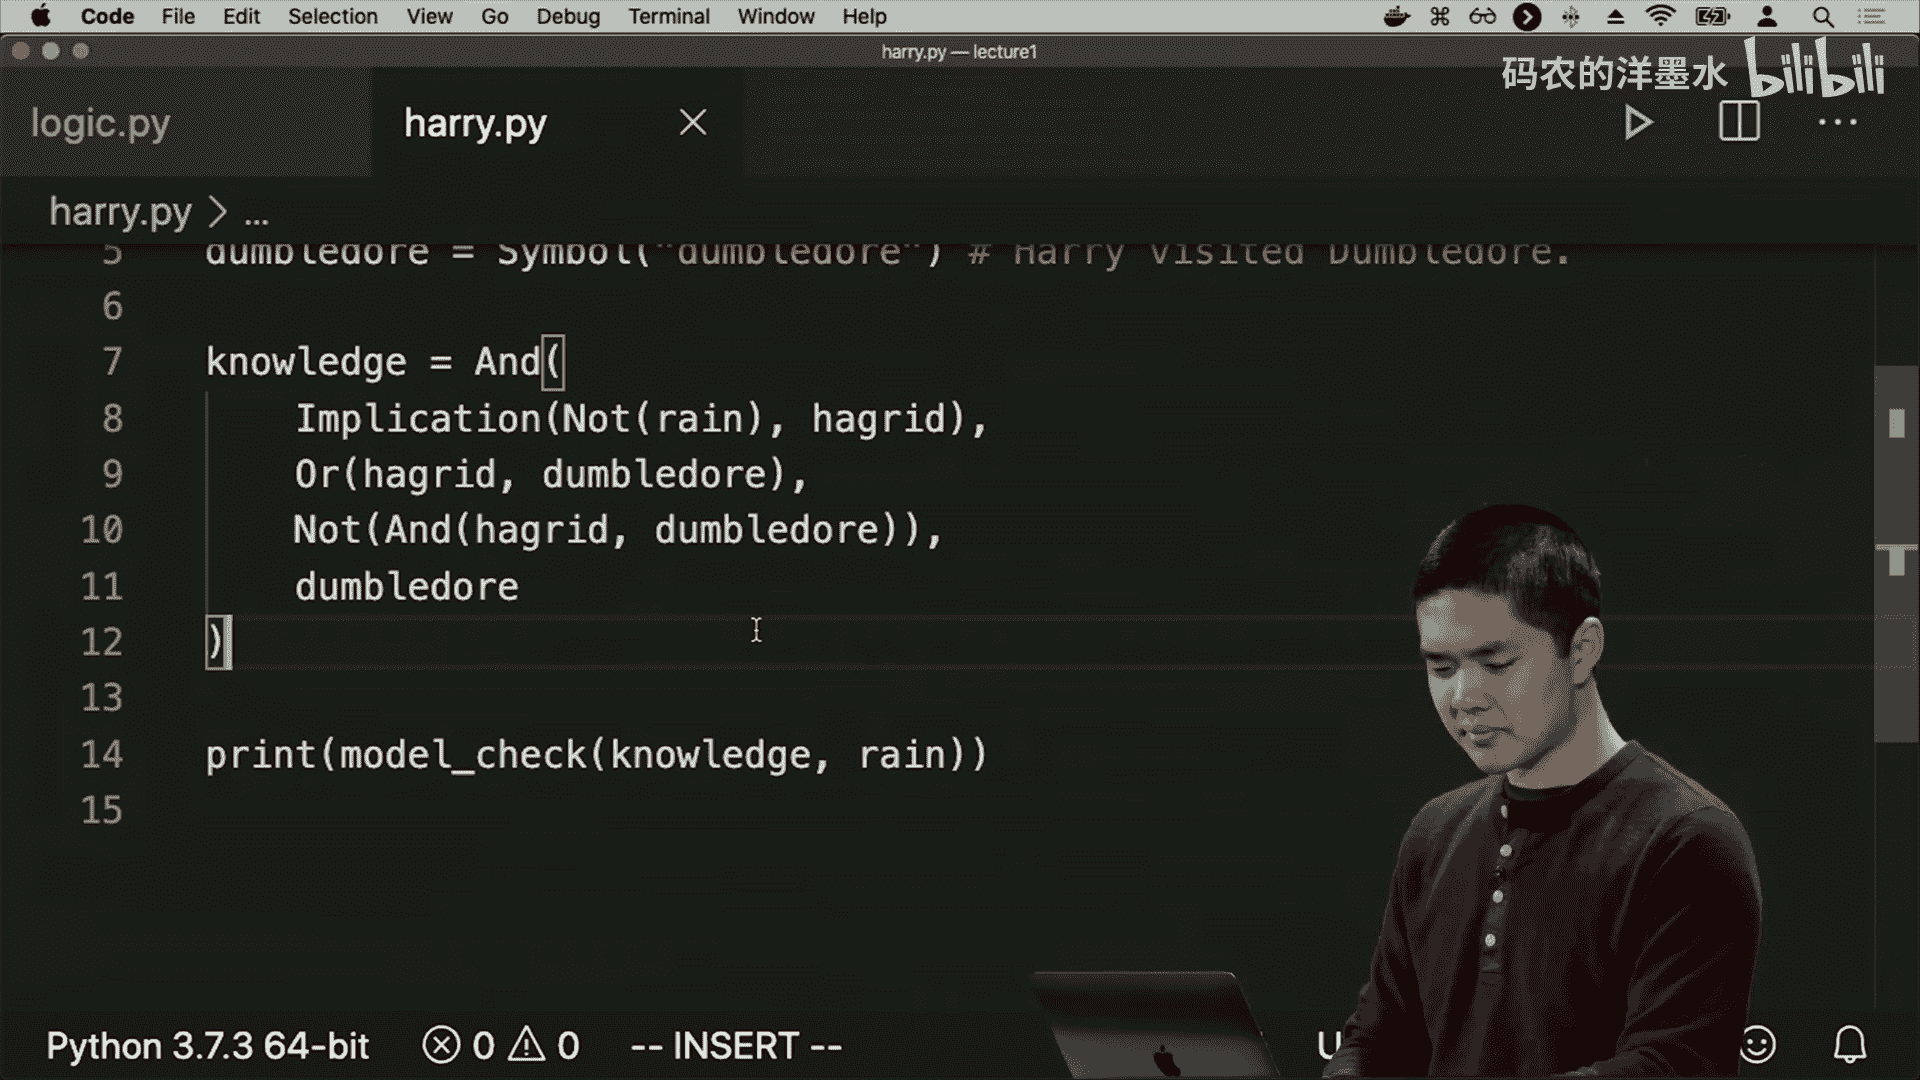 Code File Edit Selection View Go Debug Terminal Window Help
harry.py — lecture1
码农的洋墨水 bilibili
logic.py harry.py
harry.py > ...
5 dumbledore = Symbol("dumbledore") # Harry visited Dumbledore.
6
7 knowledge = And(
8 Implication(Not(rain), hagrid),
9 Or(hagrid, dumbledore),
10 Not(And(hagrid, dumbledore)),
11 dumbledore
12 )
13
14 print(model_check(knowledge, rain))
15
Python 3.7.3 64-bit 0 0 -- INSERT --